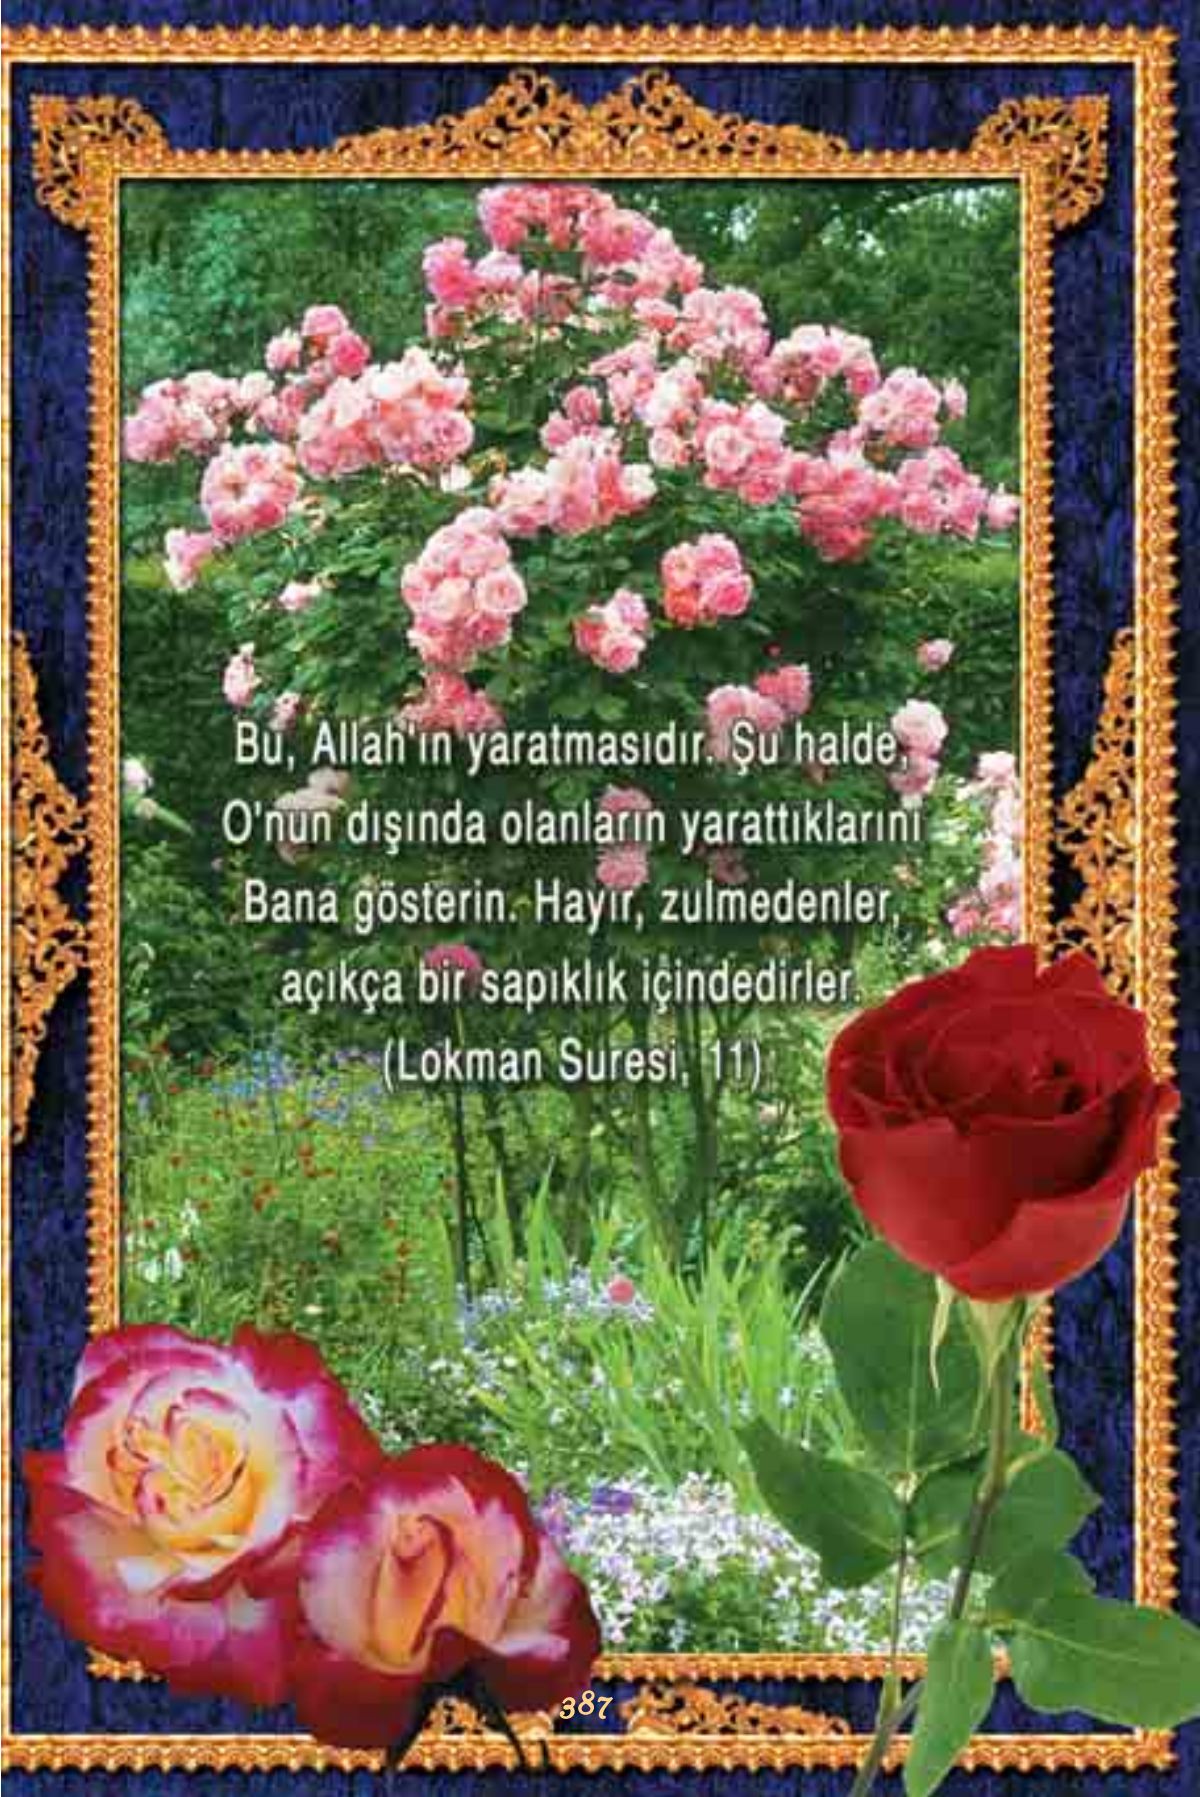 Bu, Allah'ın yaratmasıdır. Şu halde,
O'nun dışında olanların yarattıklarını
Bana gösterin. Hayır, zulmedenler,
açıkça bir sapıklık içindedirler.
(Lokman Suresi, 11)
387